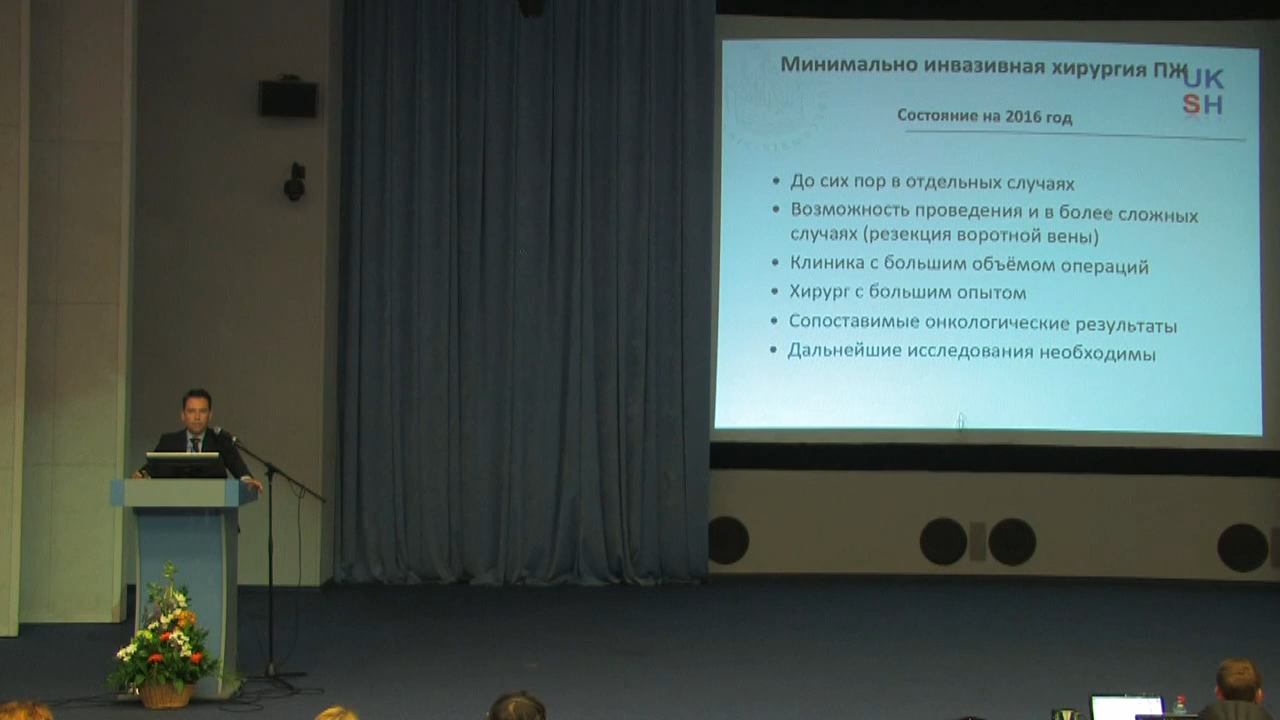 Минимально инвазивная хирургия ПЖ
UK
SH
Состояние на 2016 год
• До сих пор в отдельных случаях
• Возможность проведения и в более сложных
случаях (резекция воротной вены)
• Клиника с большим объёмом операций
• Хирург с большим опытом
• Сопоставимые онкологические результаты
• Дальнейшие исследования необходимы